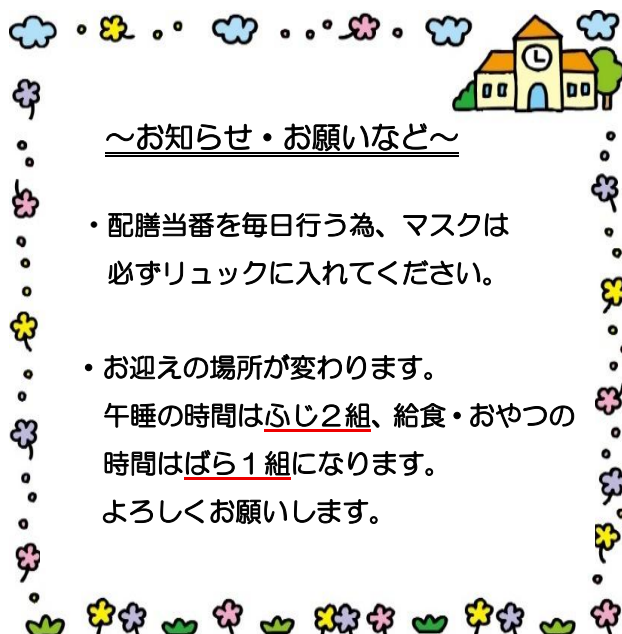 ～お知らせ・お願いなど～
・配膳当番を毎日行う為、マスクは
必ずリュックに入れてください。
・お迎えの場所が変わります。
午睡の時間はふじ２組、給食・おやつの
時間はばら１組になります。
よろしくお願いします。